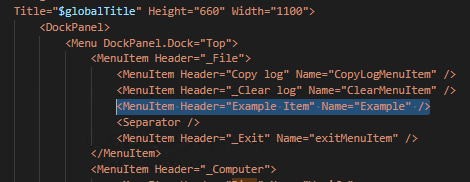 Title="$globalTitle" Height="660" Width="1100">
<DockPanel>
<Menu DockPanel.Dock="Top">
<MenuItem Header="_File">
<MenuItem Header="Copy log" Name="CopyLogMenuItem" />
<MenuItem Header="_Clear log" Name="ClearMenuItem" />
<MenuItem Header="Example Item" Name="Example" />
<Separator />
<MenuItem Header="_Exit" Name="exitMenuItem" />
</MenuItem>
<MenuItem Header="_Computer">